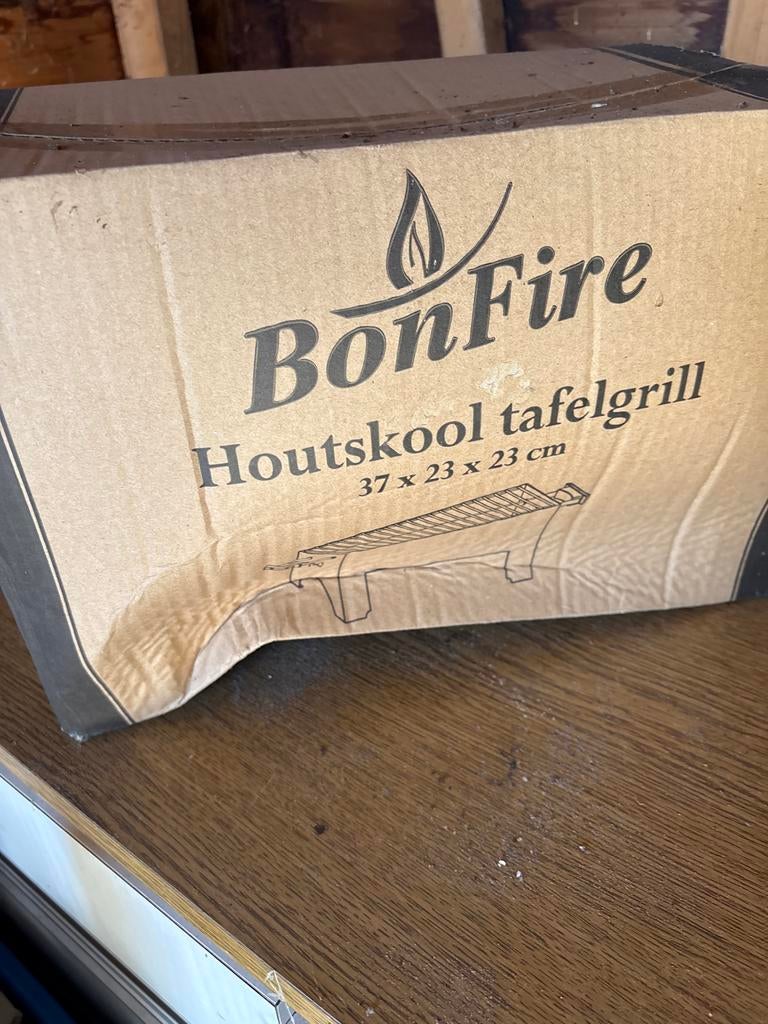 BonFire
Houtskool tafelgrill
37 x 23 x 23 cm